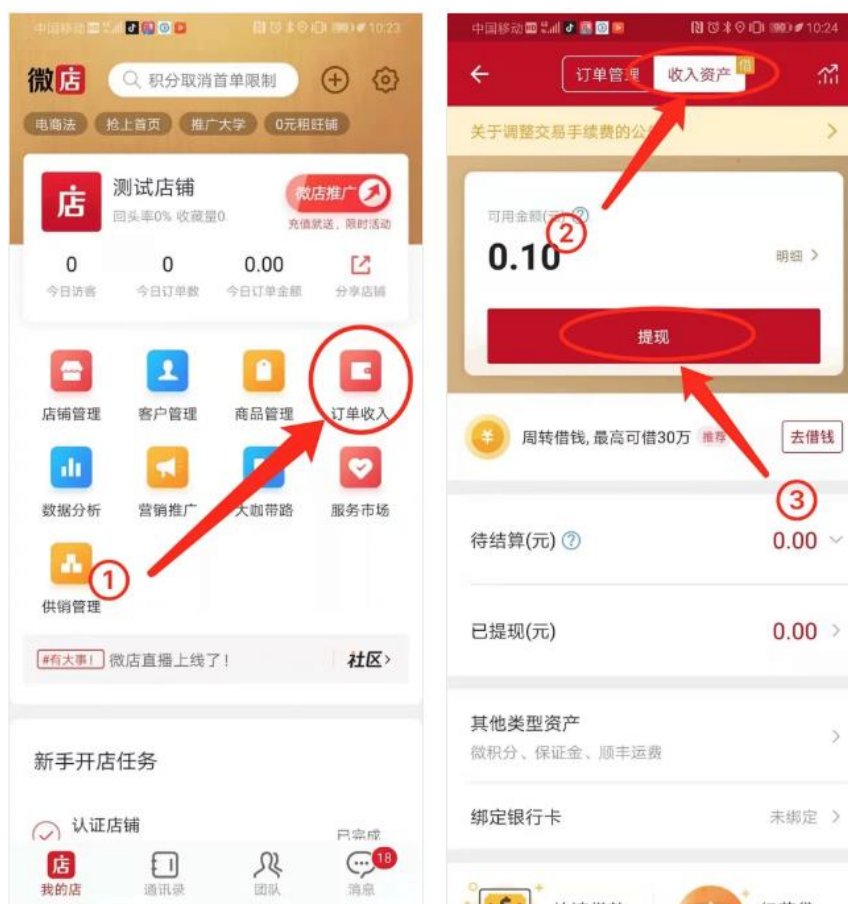 中国移动
10:23
微店
积分取消首单限制
电商法
抢上首页
推广大学
0元租旺铺
店
测试店铺
回头率0% 收藏量0
微店推广
充值就送，限时活动
0
0
0.00
今日访客
今日订单数
今日订单金额
分享店铺
店铺管理
客户管理
商品管理
订单收入
数据分析
营销推广
大咖带路
服务市场
1
供销管理
#有大事！
微店直播上线了！
社区>
新手开店任务
认证店铺
已完成
店
18
我的店
通讯录
团队
消息
中国移动
10:24
订单管理
收入资产
借
关于调整交易手续费的公
可用金额(元)
2
0.10
明细 >
提现
周转借钱,最高可借30万
推荐
去借钱
3
待结算(元) ?
0.00
已提现(元)
0.00 >
其他类型资产
微积分、保证金、顺丰运费
绑定银行卡
未绑定 >